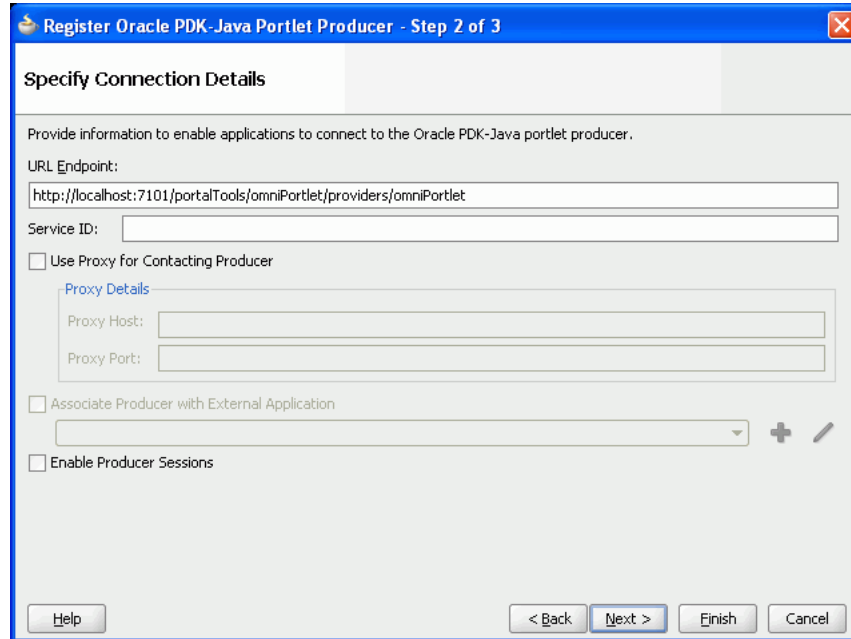 Register Oracle PDK-Java Portlet Producer - Step 2 of 3
Specify Connection Details
Provide information to enable applications to connect to the Oracle PDK-Java portlet producer.
URL Endpoint:
http://localhost:7101/portalTools/omniPortlet/providers/omniPortlet
Service ID:
Use Proxy for Contacting Producer
Proxy Details
Proxy Host:
Proxy Port:
Associate Producer with External Application
Enable Producer Sessions
Help < Back Next > Finish Cancel